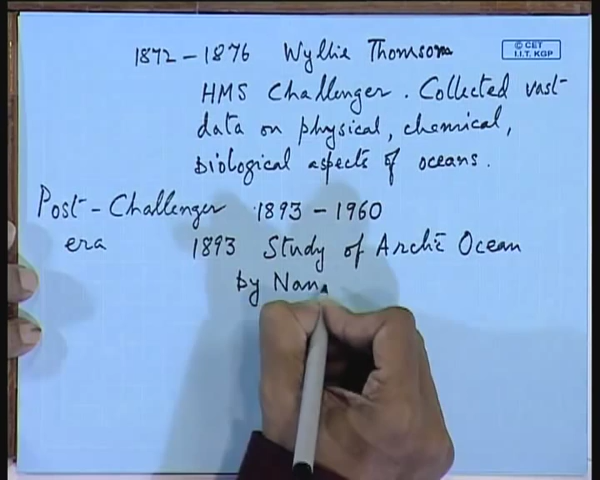 1872 – 1876 Wyllie Thomson
© CET
I.I.T. KGP
HMS Challenger. Collected vast
data on physical, chemical,
biological aspects of oceans.
Post-Challenger 1893 – 1960
era 1893 Study of Arctic Ocean
by Nan